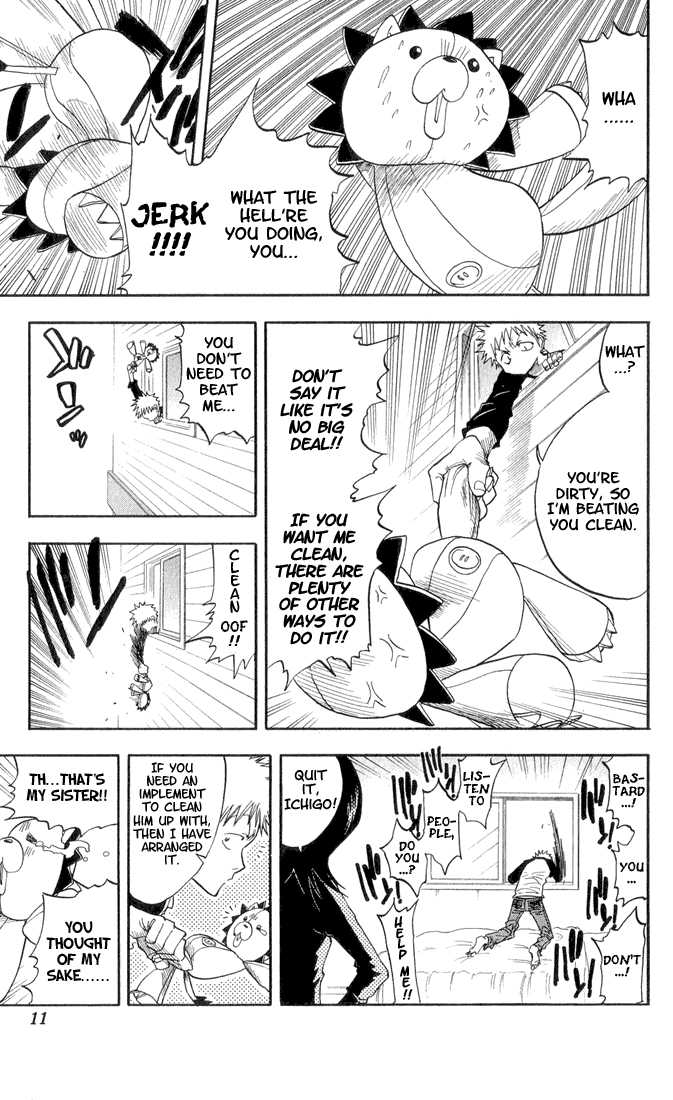 WHA
......
WHAT THE
HELL'RE
YOU DOING,
YOU...
JERK
!!!!
WHAT
...?
YOU'RE
DIRTY, SO
I'M BEATING
YOU CLEAN.
DON'T
SAY IT
LIKE IT'S
NO BIG
DEAL!!
IF YOU
WANT ME
CLEAN,
THERE ARE
PLENTY
OF OTHER
WAYS TO
DO IT!!
YOU
DON'T
NEED TO
BEAT
ME...
CLEAN
OOF
!!
BAS-
TARD
...!
YOU
...
DON'T
...!
LIS-
TEN
TO
PEO-
PLE,
DO
YOU
...?
HELP
ME!!
QUIT
IT,
ICHIGO!
IF YOU
NEED AN
IMPLEMENT
TO CLEAN
HIM UP WITH,
THEN I HAVE
ARRANGED
IT.
TH...THAT'S
MY SISTER!!
YOU
THOUGHT
OF MY
SAKE......
11